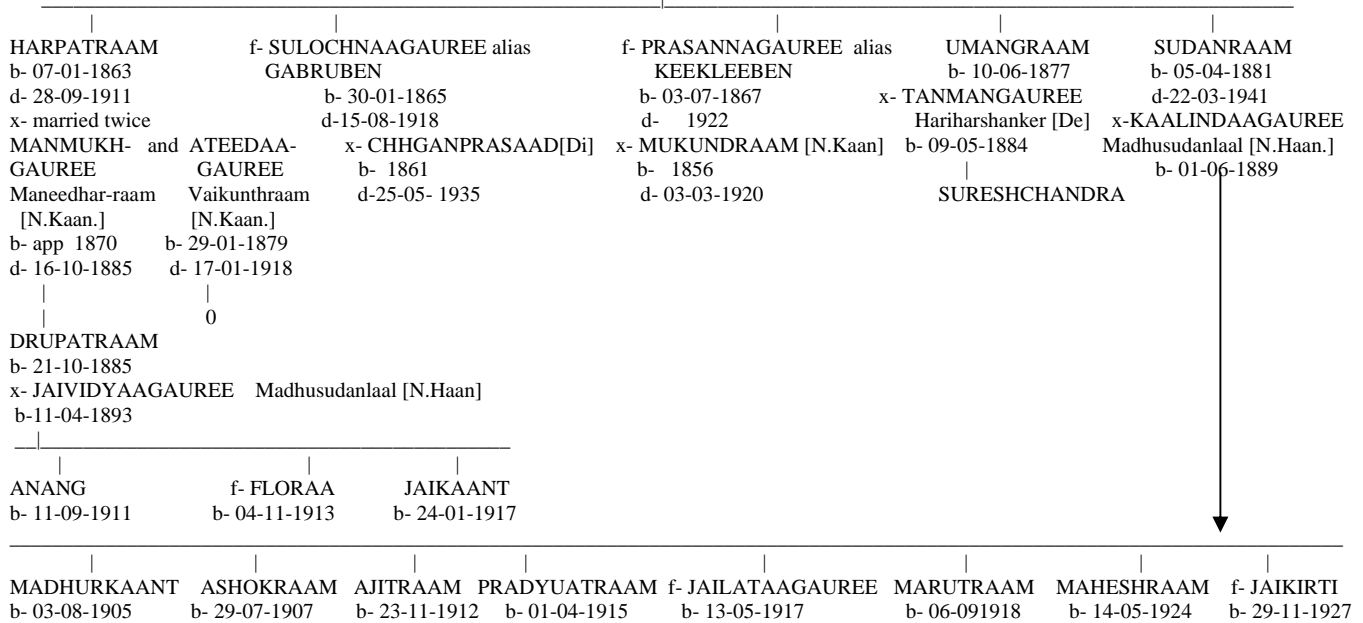 HARPATRAAM f- SULOCHNAAGAUREE alias f- PRASANNAGAUREE alias UMANGRAAM SUDANRAAM
b- 07-01-1863 GABRUBEN KEEKLEEBEN b- 10-06-1877 b- 05-04-1881
d- 28-09-1911 b- 30-01-1865 b- 03-07-1867 x- TANMANGAUREE d-22-03-1941
x- married twice d-15-08-1918 d- 1922 Hariharshanker [De] x-KAALINDAAGAUREE
MANMUKH- and ATEEDAA- x- CHHGANPRASAAD[Di] x- MUKUNDRAAM [N.Kaan] b- 09-05-1884 Madhusudanlaal [N.Haan.]
GAUREE GAUREE b- 1861 b- 1856 b- 01-06-1889
Maneedhar-raam Vaikunthraam d-25-05- 1935 d- 03-03-1920 SURESHCHANDRA
[N.Kaan.] [N.Kaan.]
b- app 1870 b- 29-01-1879
d- 16-10-1885 d- 17-01-1918
0
DRUPATRAAM
b- 21-10-1885
x- JAIVIDYAAGAUREE Madhusudanlaal [N.Haan]
b-11-04-1893
ANANG f- FLORAA JAIKAANT
b- 11-09-1911 b- 04-11-1913 b- 24-01-1917
MADHURKAANT ASHOKRAAM AJITRAAM PRADYUATRAAM f- JAILATAAGAUREE MARUTRAAM MAHESHRAAM f- JAIKIRTI
b- 03-08-1905 b- 29-07-1907 b- 23-11-1912 b- 01-04-1915 b- 13-05-1917 b- 06-091918 b- 14-05-1924 b- 29-11-1927